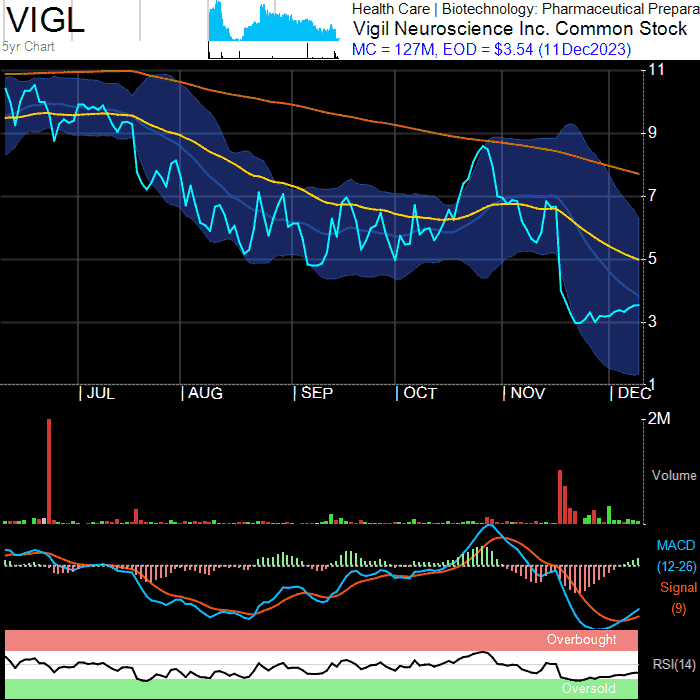 VIGL
5yr Chart
Health Care | Biotechnology: Pharmaceutical Prepara
Vigil Neuroscience Inc. Common Stock
MC = 127M, EOD = $3.54 (11Dec2023)
11
9
7
5
3
1
JUL
AUG
SEP
OCT
NOV
DEC
2M
Volume
MACD
(12-26)
Signal
(9)
Overbought
RSI(14)
Oversold